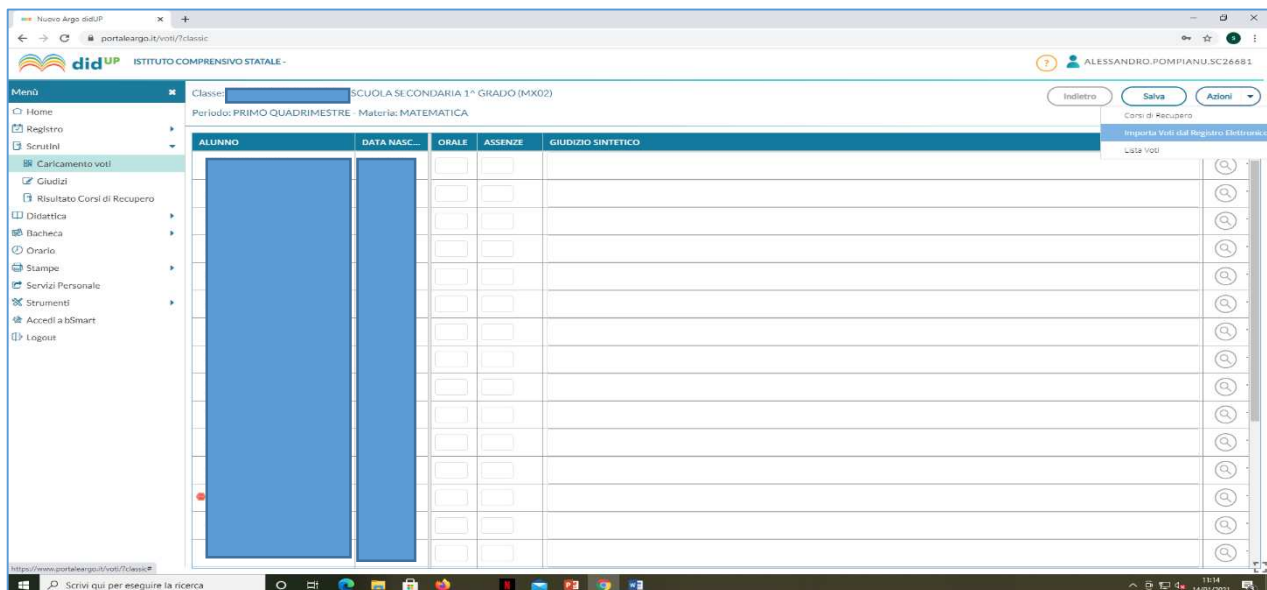 Nuovo Argo didUP
portaleargo.it/voti/?classic
didUP ISTITUTO COMPRENSIVO STATALE -
? ALESSANDRO.POMPIANU.SC26681
Menù
Home
Registro
Scrutini
Caricamento voti
Giudizi
Risultato Corsi di Recupero
Didattica
Bacheca
Orario
Stampe
Servizi Personale
Strumenti
Accedi a bSmart
Logout
Classe: SCUOLA SECONDARIA 1^ GRADO (MX02)
Periodo: PRIMO QUADRIMESTRE - Materia: MATEMATICA
Indietro Salva Azioni
Corsi di Recupero
Importa Voti dal Registro Elettronico
Lista Voti
ALUNNO DATA NASC... ORALE ASSENZE GIUDIZIO SINTETICO
https://www.portaleargo.it/voti/?classic#
Scrivi qui per eseguire la ricerca
11:14
14/01/2021